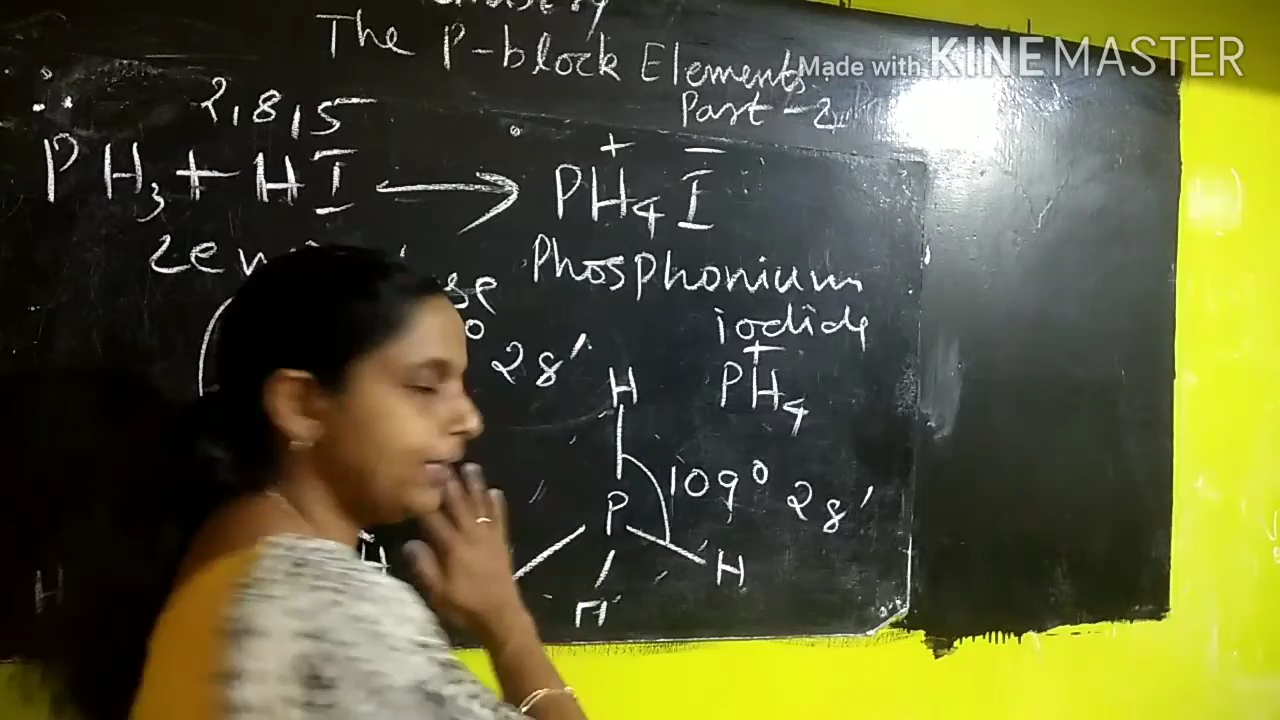 The P-block Elements
Made with KINEMASTER
Part-2
2,8,5
PH₃ + HI ⟶ PH₄⁺ I⁻
Phosphonium
iodide
28′
PH₄⁺
H
109° 28′
P
H
H
H
H